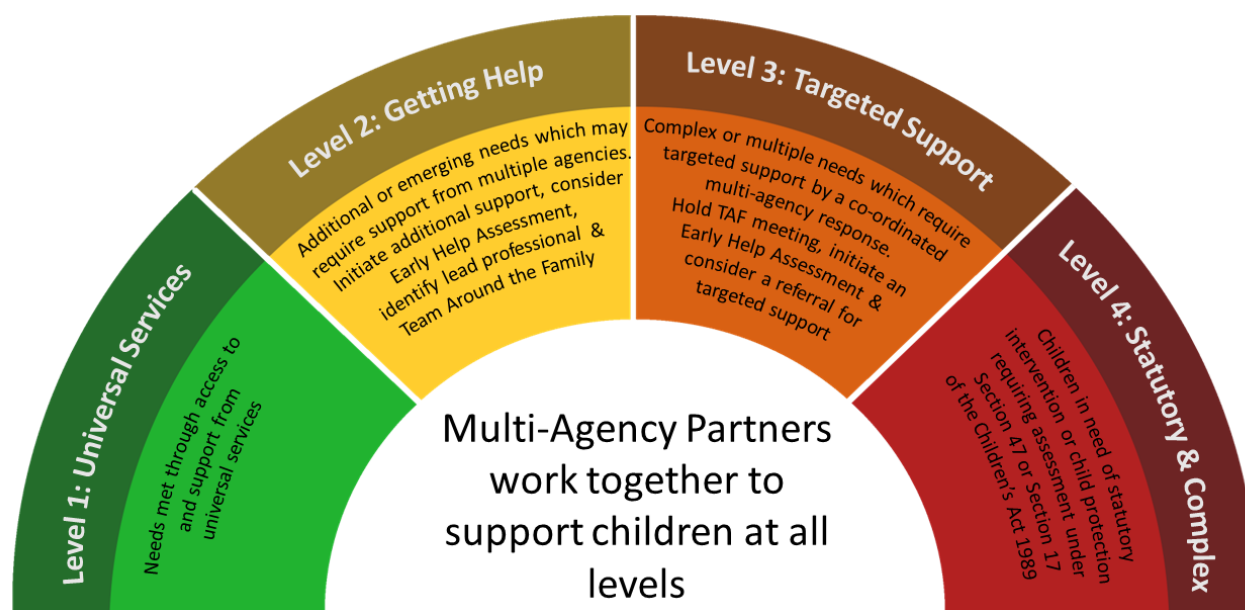 Level 1: Universal Services
Needs met through access to
and support from
universal services
Level 2: Getting Help
Additional or emerging needs which may
require support from multiple agencies.
Initiate additional support, consider
Early Help Assessment,
identify lead professional &
Team Around the Family
Level 3: Targeted Support
Complex or multiple needs which require
targeted support by a co-ordinated
multi-agency response.
Hold TAF meeting, initiate an
Early Help Assessment &
consider a referral for
targeted support
Level 4: Statutory & Complex
Children in need of statutory
intervention or child protection
requiring assessment under
Section 47 or Section 17
of the Children's Act 1989
Multi-Agency Partners
work together to
support children at all
levels